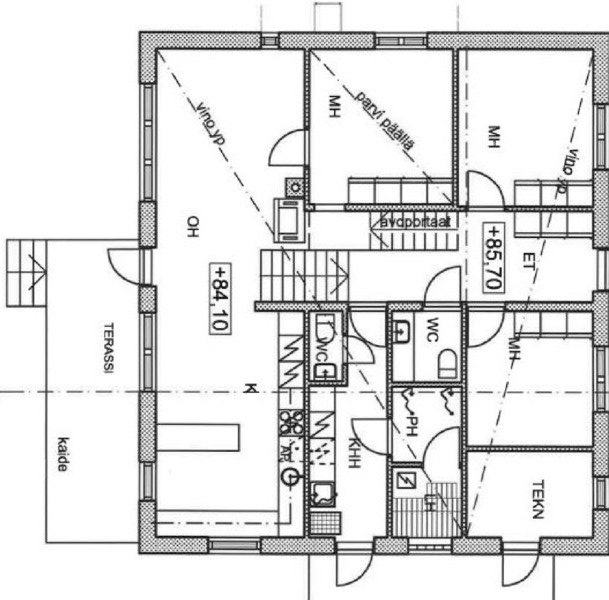 vino yp
MH
parvi päällä
MH
vino yp
OH
avoportaat
+84,10
+85,70
ET
TERASSI
WC
WC
MH
K
kaide
AP
KHH
PH
LH
TEKN